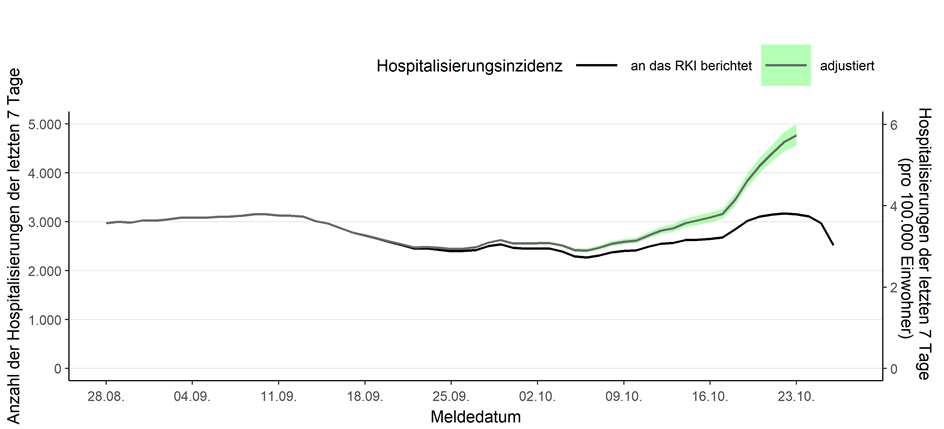 Hospitalisierungsinzidenz an das RKI berichtet adjustiert
Anzahl der Hospitalisierungen der letzten 7 Tage
5.000
4.000
3.000
2.000
1.000
0
6
4
2
0
Hospitalisierungen der letzten 7 Tage
(pro 100.000 Einwohner)
28.08. 04.09. 11.09. 18.09. 25.09. 02.10. 09.10. 16.10. 23.10.
Meldedatum